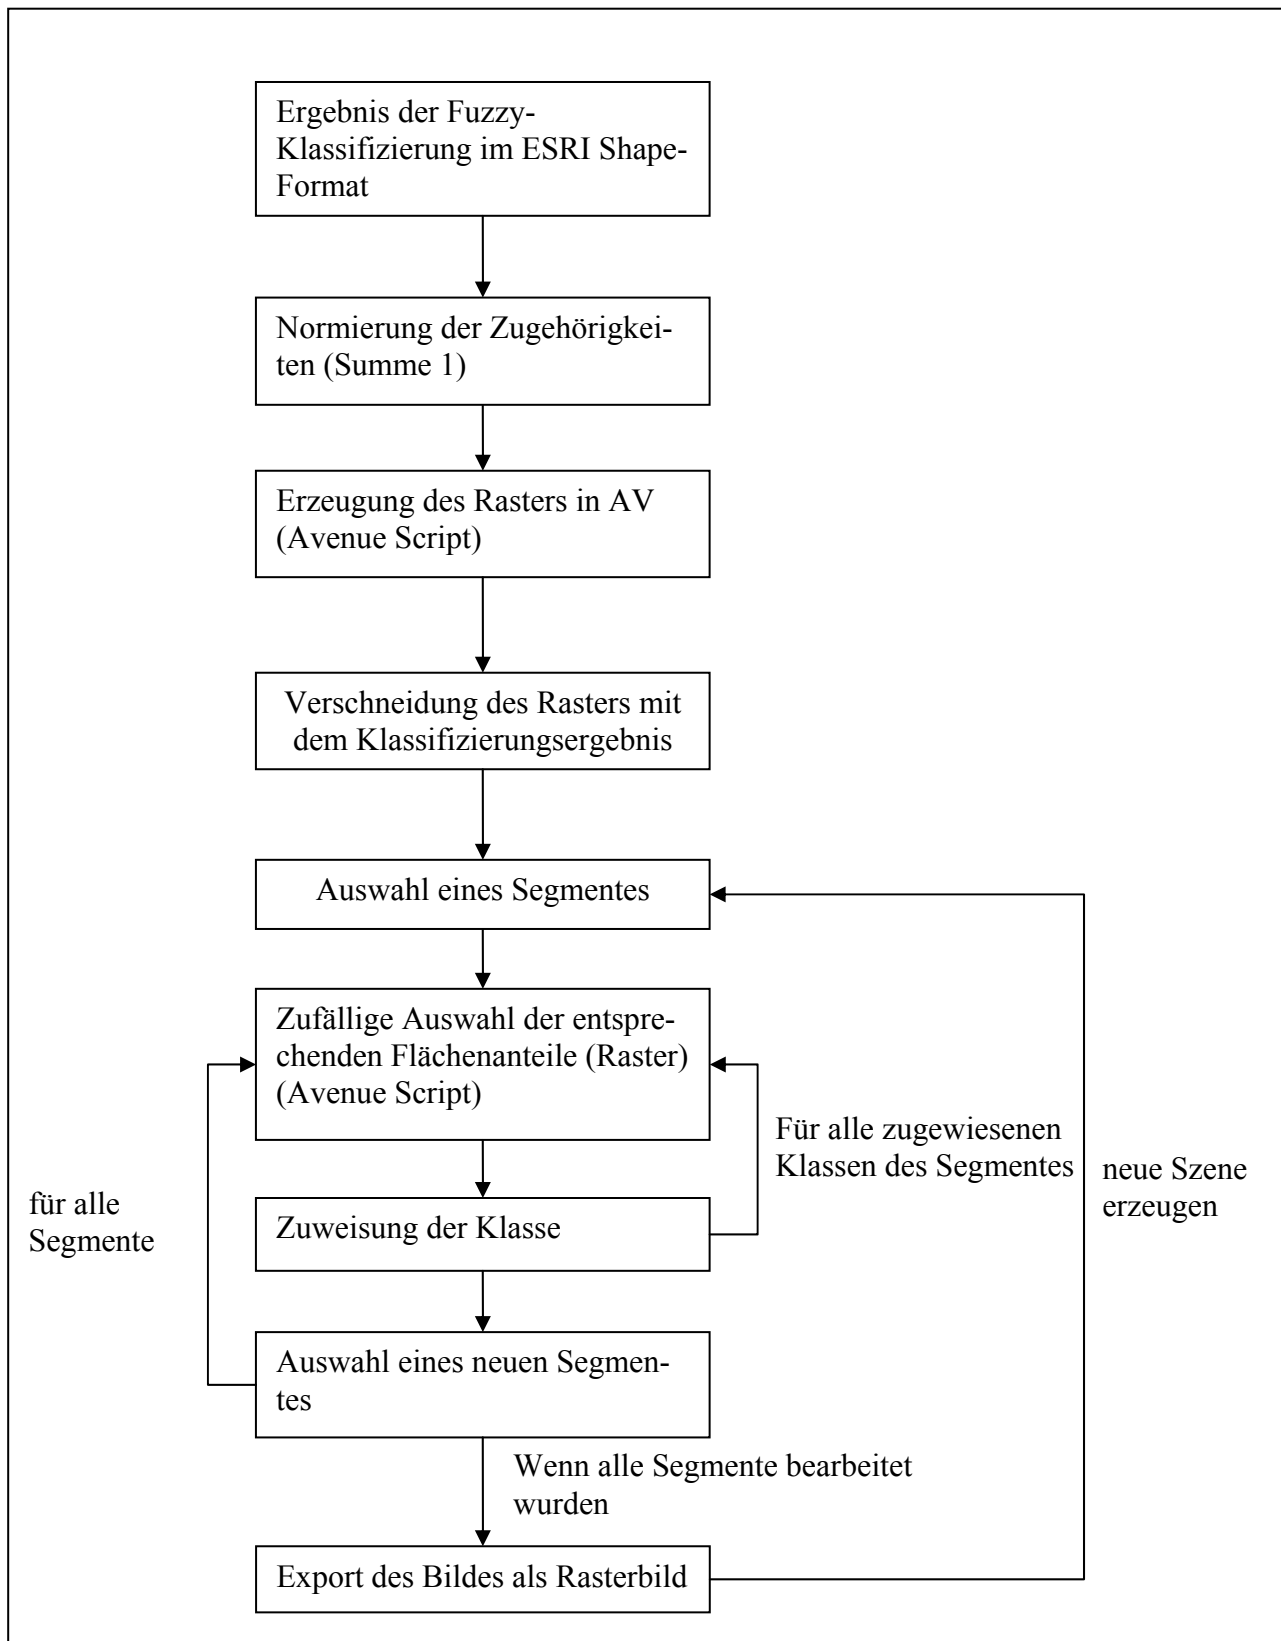 Ergebnis der Fuzzy-
Klassifizierung im ESRI Shape-
Format
Normierung der Zugehörigkei-
ten (Summe 1)
Erzeugung des Rasters in AV
(Avenue Script)
Verschneidung des Rasters mit
dem Klassifizierungsergebnis
Auswahl eines Segmentes
Zufällige Auswahl der entspre-
chenden Flächenanteile (Raster)
(Avenue Script)
Für alle zugewiesenen
Klassen des Segmentes
neue Szene
erzeugen
für alle
Segmente
Zuweisung der Klasse
Auswahl eines neuen Segmen-
tes
Wenn alle Segmente bearbeitet
wurden
Export des Bildes als Rasterbild